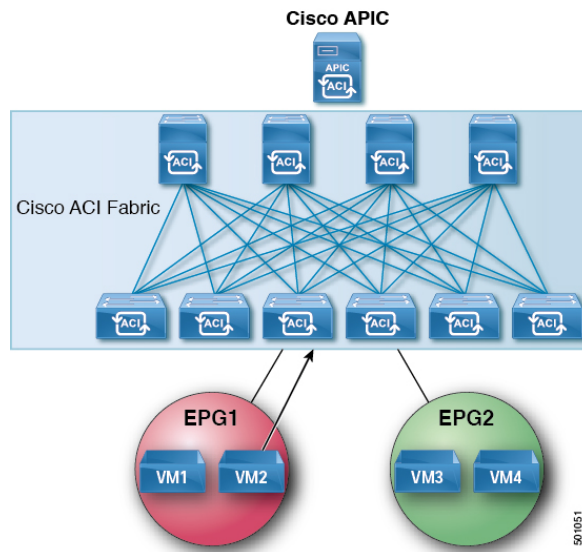 Cisco APIC
APIC
ACI
ACI ACI ACI ACI
Cisco ACI Fabric
ACI ACI ACI ACI ACI ACI
EPG1 EPG2
VM1 VM2 VM3 VM4
501051